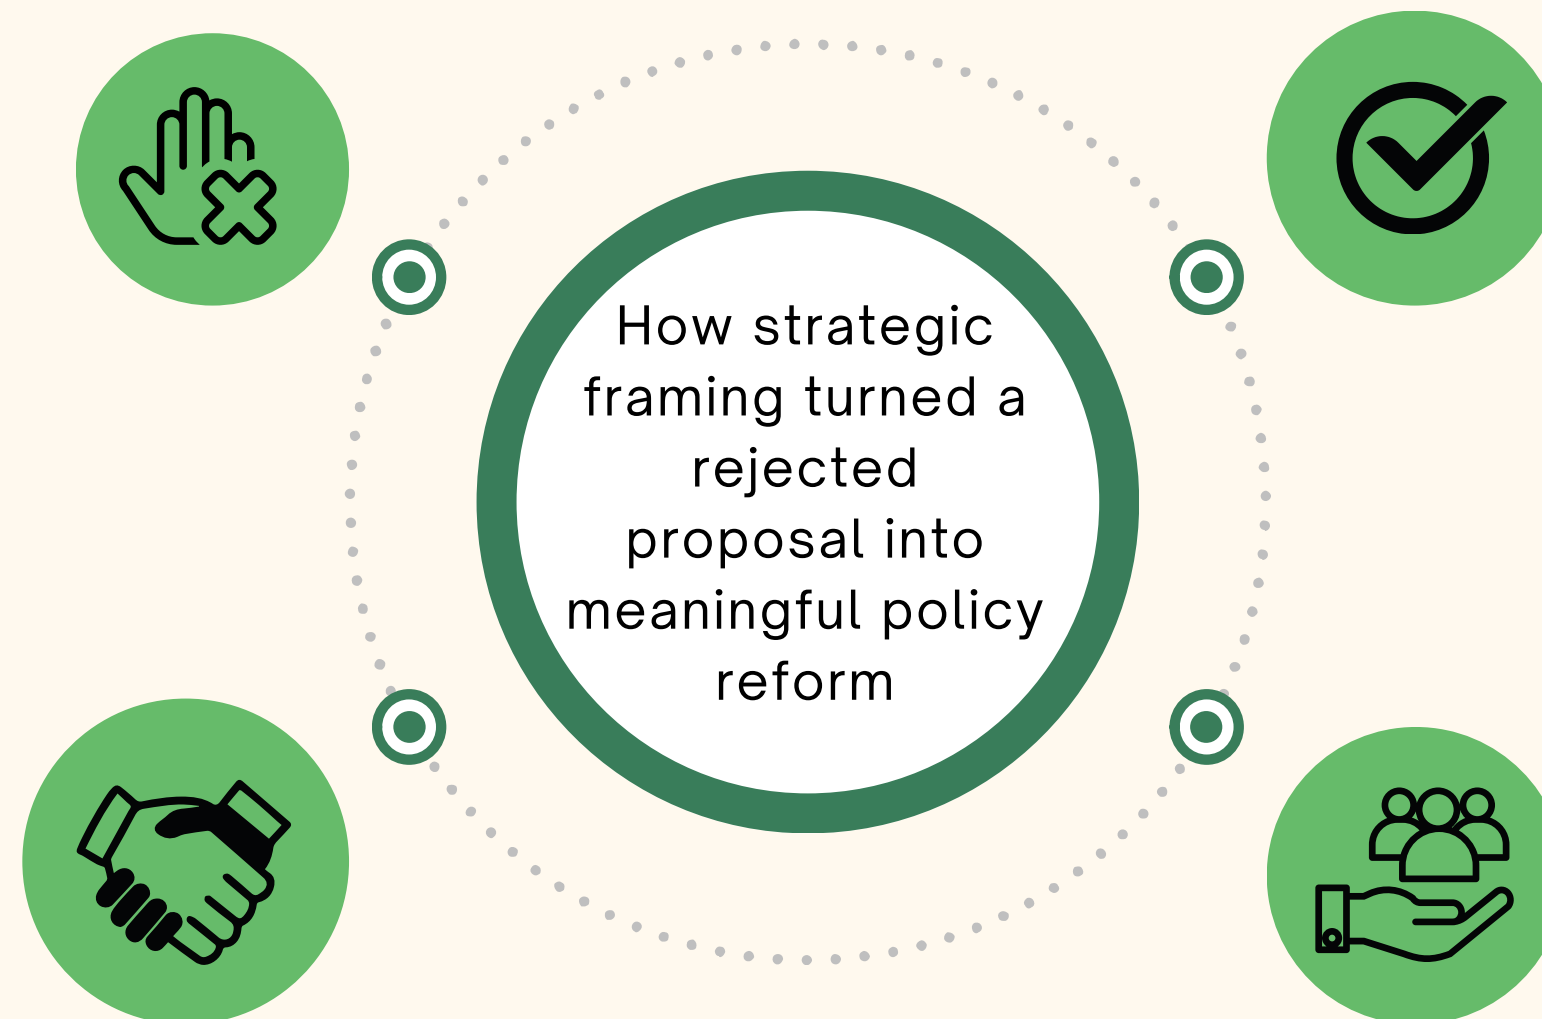 How strategic
framing turned a
rejected
proposal into
meaningful policy
reform